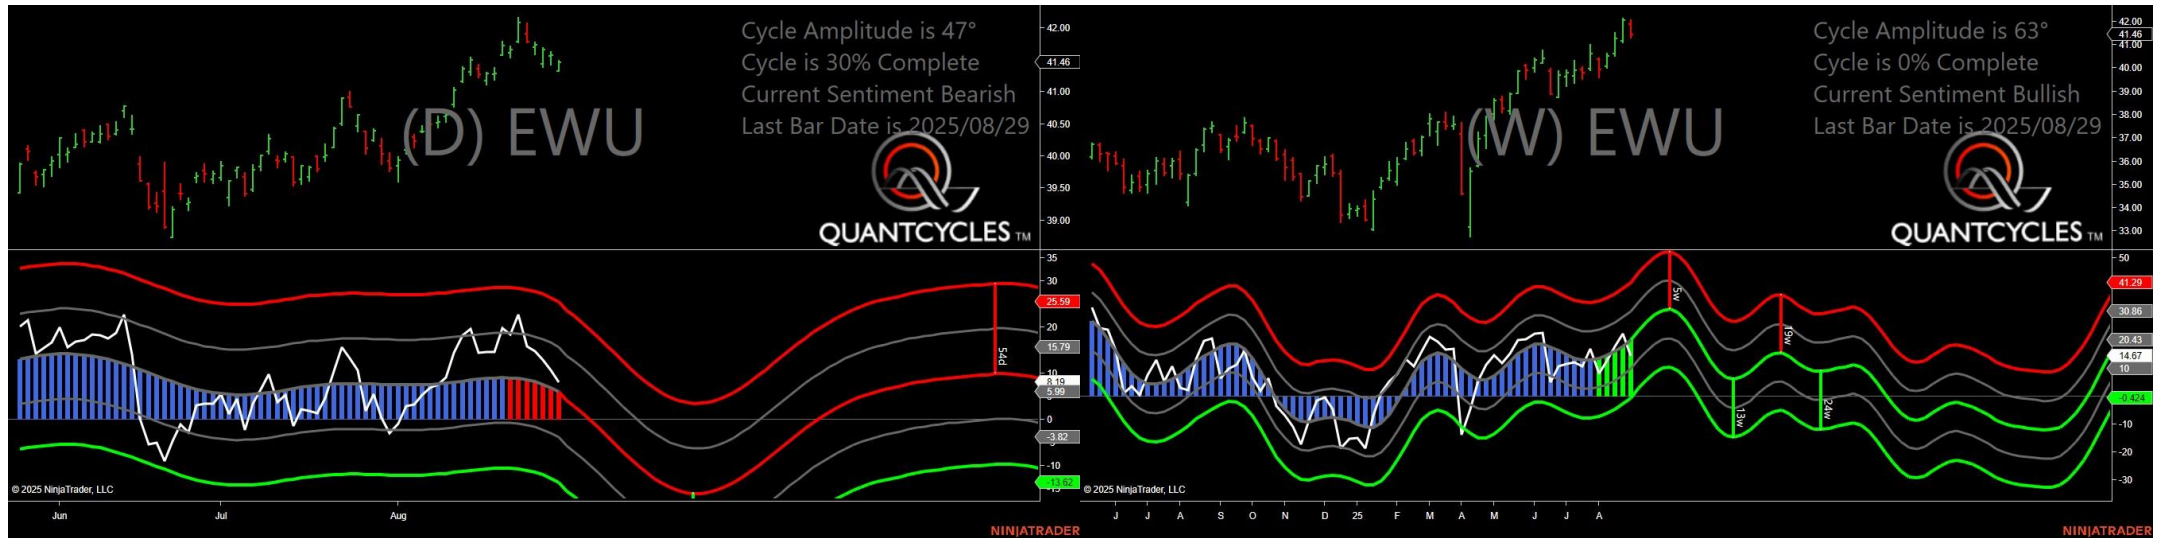 Cycle Amplitude is 47°
Cycle is 30% Complete
Current Sentiment Bearish
Last Bar Date is 2025/08/29
(D) EWU
QUANTCYCLES TM
42.00
41.46
41.00
40.50
40.00
39.50
39.00
35
30
25.59
20
15.79
10
8.19
5.99
0
-3.82
-10
-13.62
54d
© 2025 NinjaTrader, LLC
Jun Jul Aug
NINJATRADER
Cycle Amplitude is 63°
Cycle is 0% Complete
Current Sentiment Bullish
Last Bar Date is 2025/08/29
(W) EWU
QUANTCYCLES TM
42.00
41.46
41.00
40.00
39.00
38.00
37.00
36.00
35.00
34.00
33.00
50
41.29
30.86
20.43
14.67
10
-0.424
-10
-20
-30
5w
19w
13w
24w
© 2025 NinjaTrader, LLC
J J A S O N D 25 F M A M J J A
NINJATRADER